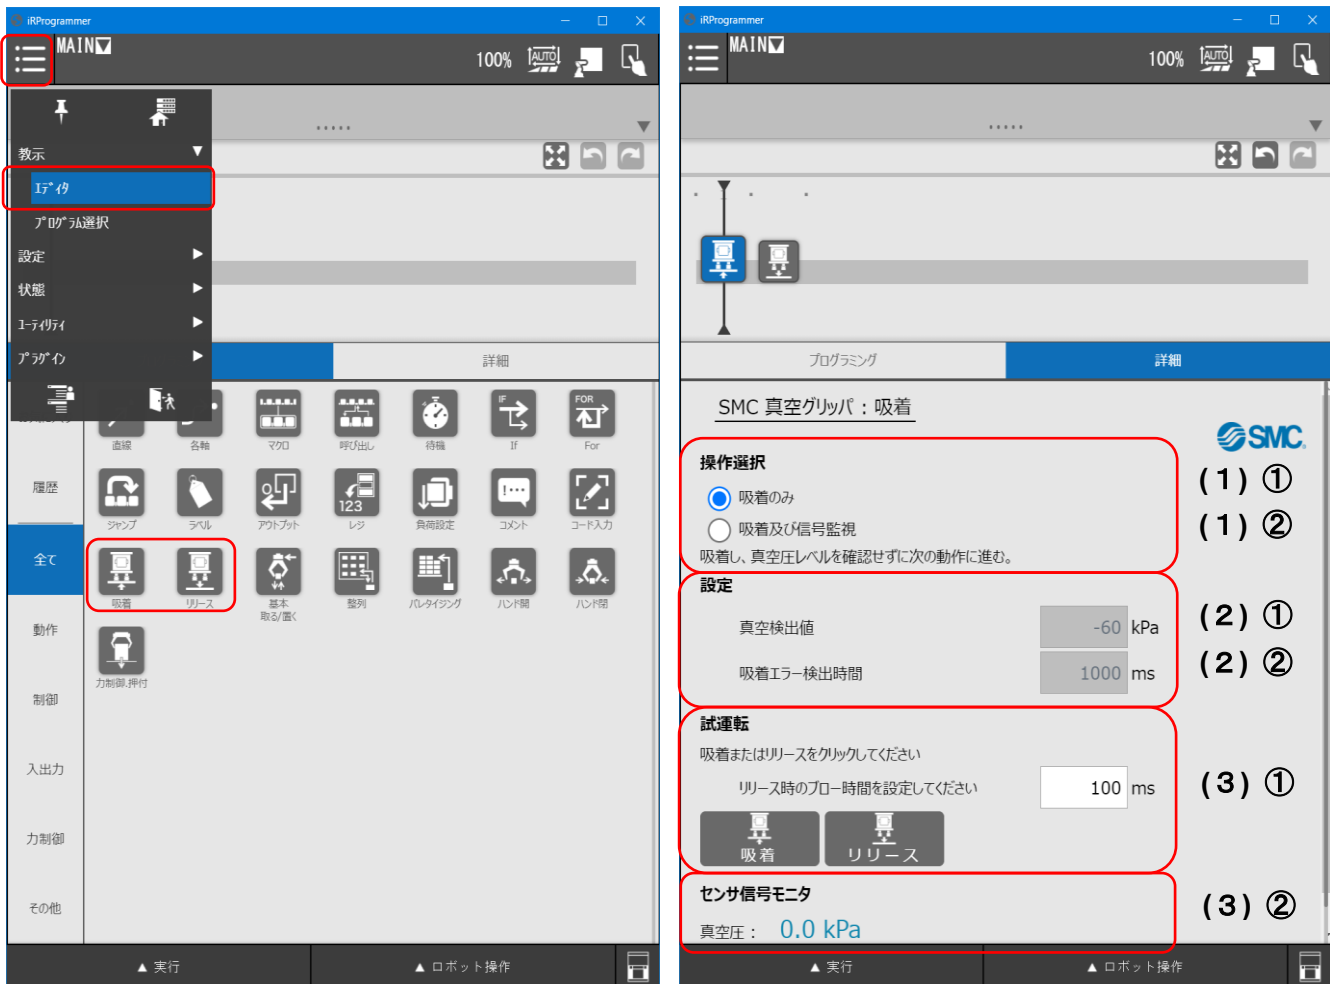 iRProgrammer
MAIN
100%
AUTO
教示
エディタ
プログラム選択
設定
状態
ユーティリティ
プラグイン
詳細
直線
各軸
マクロ
呼び出し
待機
IF
If
FOR
For
履歴
ジャンプ
ラベル
アウトプット
123
レジ
負荷設定
コメント
コード入力
全て
吸着
リリース
基本
取る/置く
整列
パレタイジング
ハンド開
ハンド閉
動作
力制御.押付
制御
入出力
力制御
その他
▲ 実行
▲ ロボット操作
iRProgrammer
MAIN
100%
AUTO
プログラミング
詳細
SMC 真空グリッパ：吸着
SMC
操作選択
吸着のみ
(１) ①
吸着及び信号監視
(１) ②
吸着し、真空圧レベルを確認せずに次の動作に進む。
設定
真空検出値 -60 kPa
(２) ①
吸着エラー検出時間 1000 ms
(２) ②
試運転
吸着またはリリースをクリックしてください
リリース時のブロー時間を設定してください 100 ms
(３) ①
吸着
リリース
センサ信号モニタ
(３) ②
真空圧： 0.0 kPa
▲ 実行
▲ ロボット操作